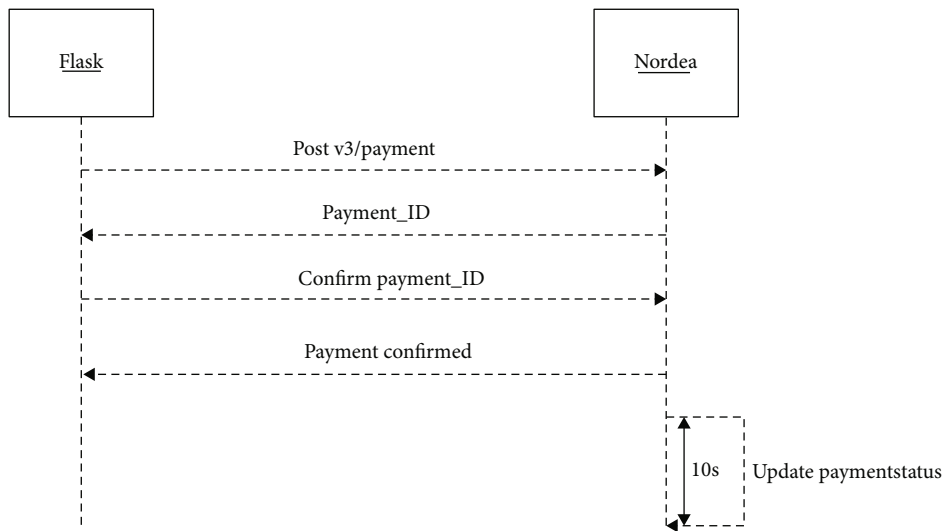 Flask
Nordea
Post v3/payment
Payment_ID
Confirm payment_ID
Payment confirmed
10s
Update paymentstatus